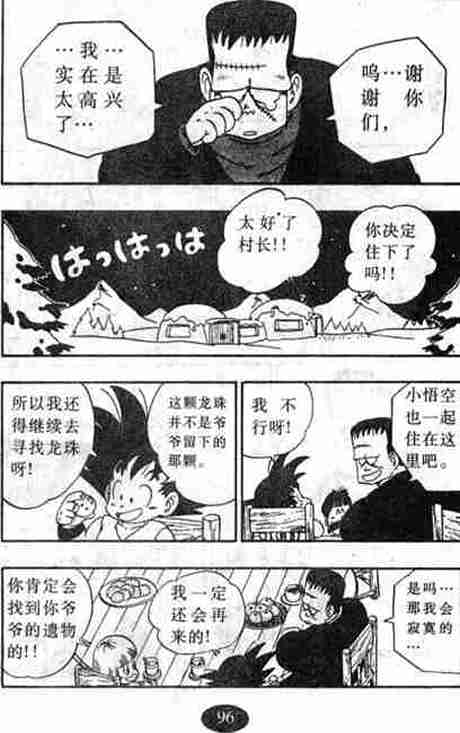 呜…谢
谢你
们，
…我…
实在是
太高兴
了…
你决定
住下了
吗!!
太好了
村长!!
はっはっは
小悟空
也一起
住在这
里吧。
我不
行呀!
这颗龙珠
并不是爷
爷留下的
那颗。
所以我还
得继续去
寻找龙珠
呀!
是吗…
那我会
寂寞的
…
我一定
还会再
来的!
你肯定会
找到你爷
爷的遗物
的!!
96